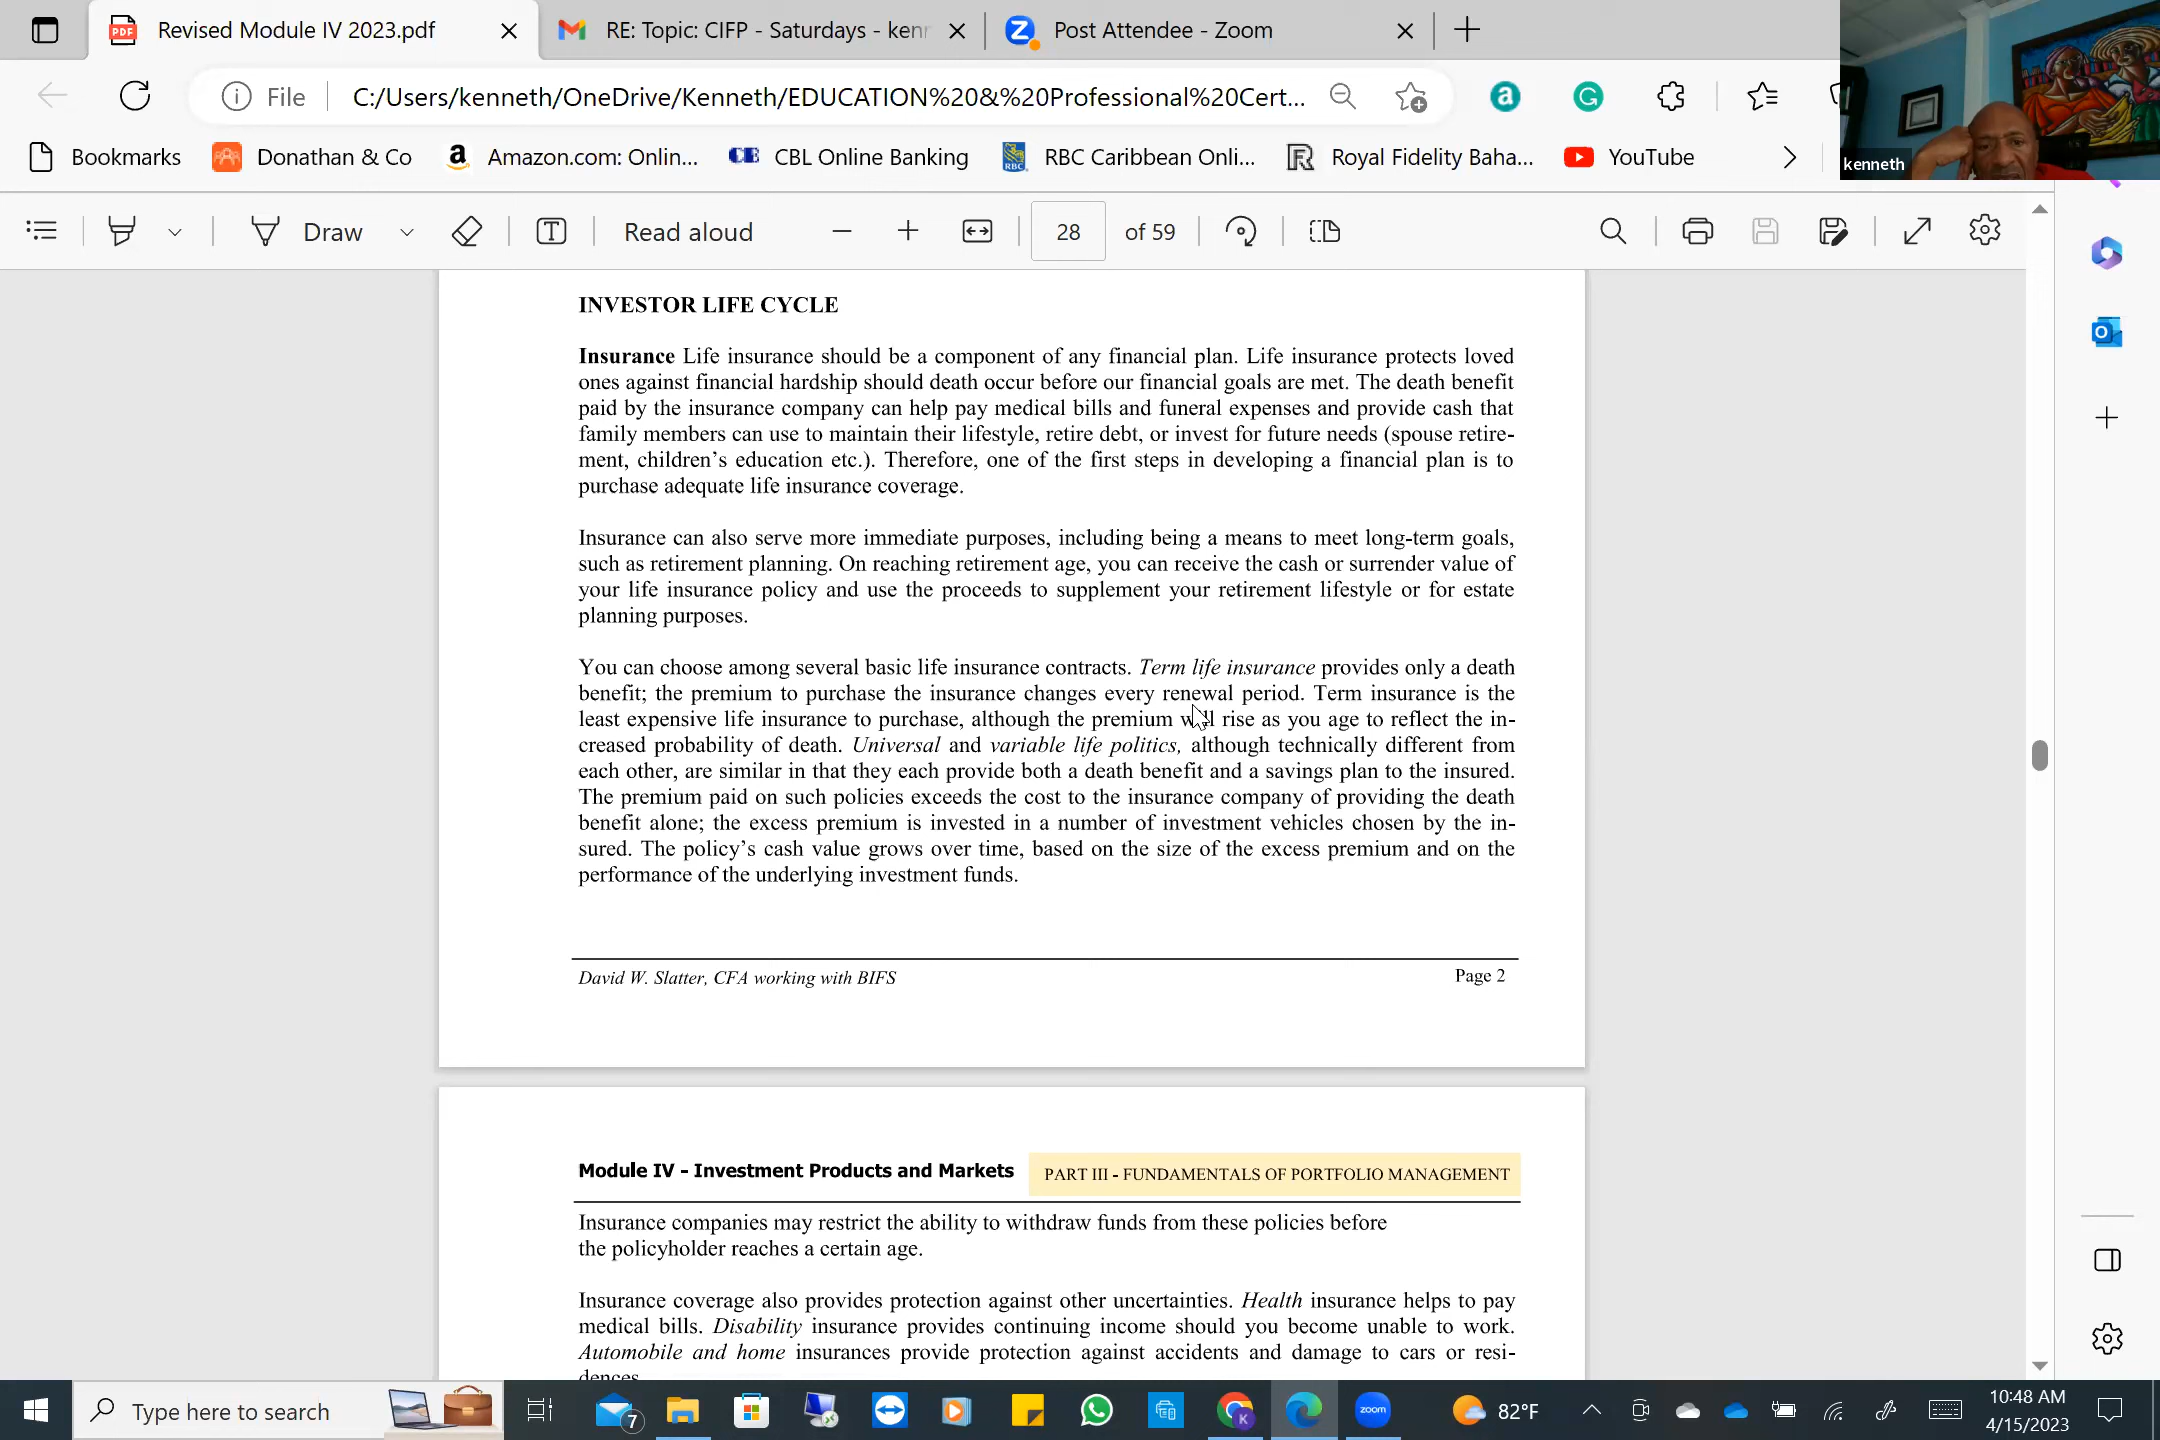 Revised Module IV 2023.pdf
RE: Topic: CIFP - Saturdays - ken
Post Attendee - Zoom
File
C:/Users/kenneth/OneDrive/Kenneth/EDUCATION%20&%20Professional%20Cert...
Bookmarks
Donathan & Co
Amazon.com: Onlin...
CBL Online Banking
RBC Caribbean Onli...
Royal Fidelity Baha...
YouTube
kenneth
Draw
Read aloud
28 of 59
INVESTOR LIFE CYCLE
Insurance Life insurance should be a component of any financial plan. Life insurance protects loved
ones against financial hardship should death occur before our financial goals are met. The death benefit
paid by the insurance company can help pay medical bills and funeral expenses and provide cash that
family members can use to maintain their lifestyle, retire debt, or invest for future needs (spouse retire-
ment, children's education etc.). Therefore, one of the first steps in developing a financial plan is to
purchase adequate life insurance coverage.
Insurance can also serve more immediate purposes, including being a means to meet long-term goals,
such as retirement planning. On reaching retirement age, you can receive the cash or surrender value of
your life insurance policy and use the proceeds to supplement your retirement lifestyle or for estate
planning purposes.
You can choose among several basic life insurance contracts. Term life insurance provides only a death
benefit; the premium to purchase the insurance changes every renewal period. Term insurance is the
least expensive life insurance to purchase, although the premium will rise as you age to reflect the in-
creased probability of death. Universal and variable life politics, although technically different from
each other, are similar in that they each provide both a death benefit and a savings plan to the insured.
The premium paid on such policies exceeds the cost to the insurance company of providing the death
benefit alone; the excess premium is invested in a number of investment vehicles chosen by the in-
sured. The policy's cash value grows over time, based on the size of the excess premium and on the
performance of the underlying investment funds.
David W. Slatter, CFA working with BIFS
Page 2
Module IV - Investment Products and Markets
PART III - FUNDAMENTALS OF PORTFOLIO MANAGEMENT
Insurance companies may restrict the ability to withdraw funds from these policies before
the policyholder reaches a certain age.
Insurance coverage also provides protection against other uncertainties. Health insurance helps to pay
medical bills. Disability insurance provides continuing income should you become unable to work.
Automobile and home insurances provide protection against accidents and damage to cars or resi-
dences
Type here to search
7
zoom
82°F
10:48 AM
4/15/2023